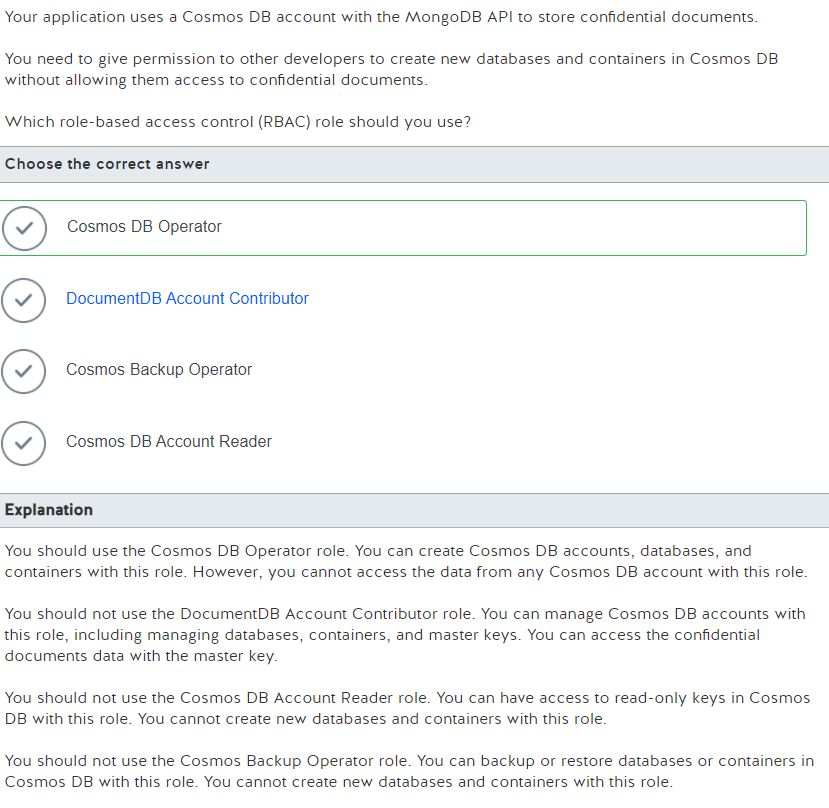 Your application uses a Cosmos DB account with the MongoDB API to store confidential documents.
You need to give permission to other developers to create new databases and containers in Cosmos DB
without allowing them access to confidential documents.
Which role-based access control (RBAC) role should you use?
Choose the correct answer
Cosmos DB Operator
DocumentDB Account Contributor
Cosmos Backup Operator
Cosmos DB Account Reader
Explanation
You should use the Cosmos DB Operator role. You can create Cosmos DB accounts, databases, and
containers with this role. However, you cannot access the data from any Cosmos DB account with this role.
You should not use the DocumentDB Account Contributor role. You can manage Cosmos DB accounts with
this role, including managing databases, containers, and master keys. You can access the confidential
documents data with the master key.
You should not use the Cosmos DB Account Reader role. You can have access to read-only keys in Cosmos
DB with this role. You cannot create new databases and containers with this role.
You should not use the Cosmos Backup Operator role. You can backup or restore databases or containers in
Cosmos DB with this role. You cannot create new databases and containers with this role.